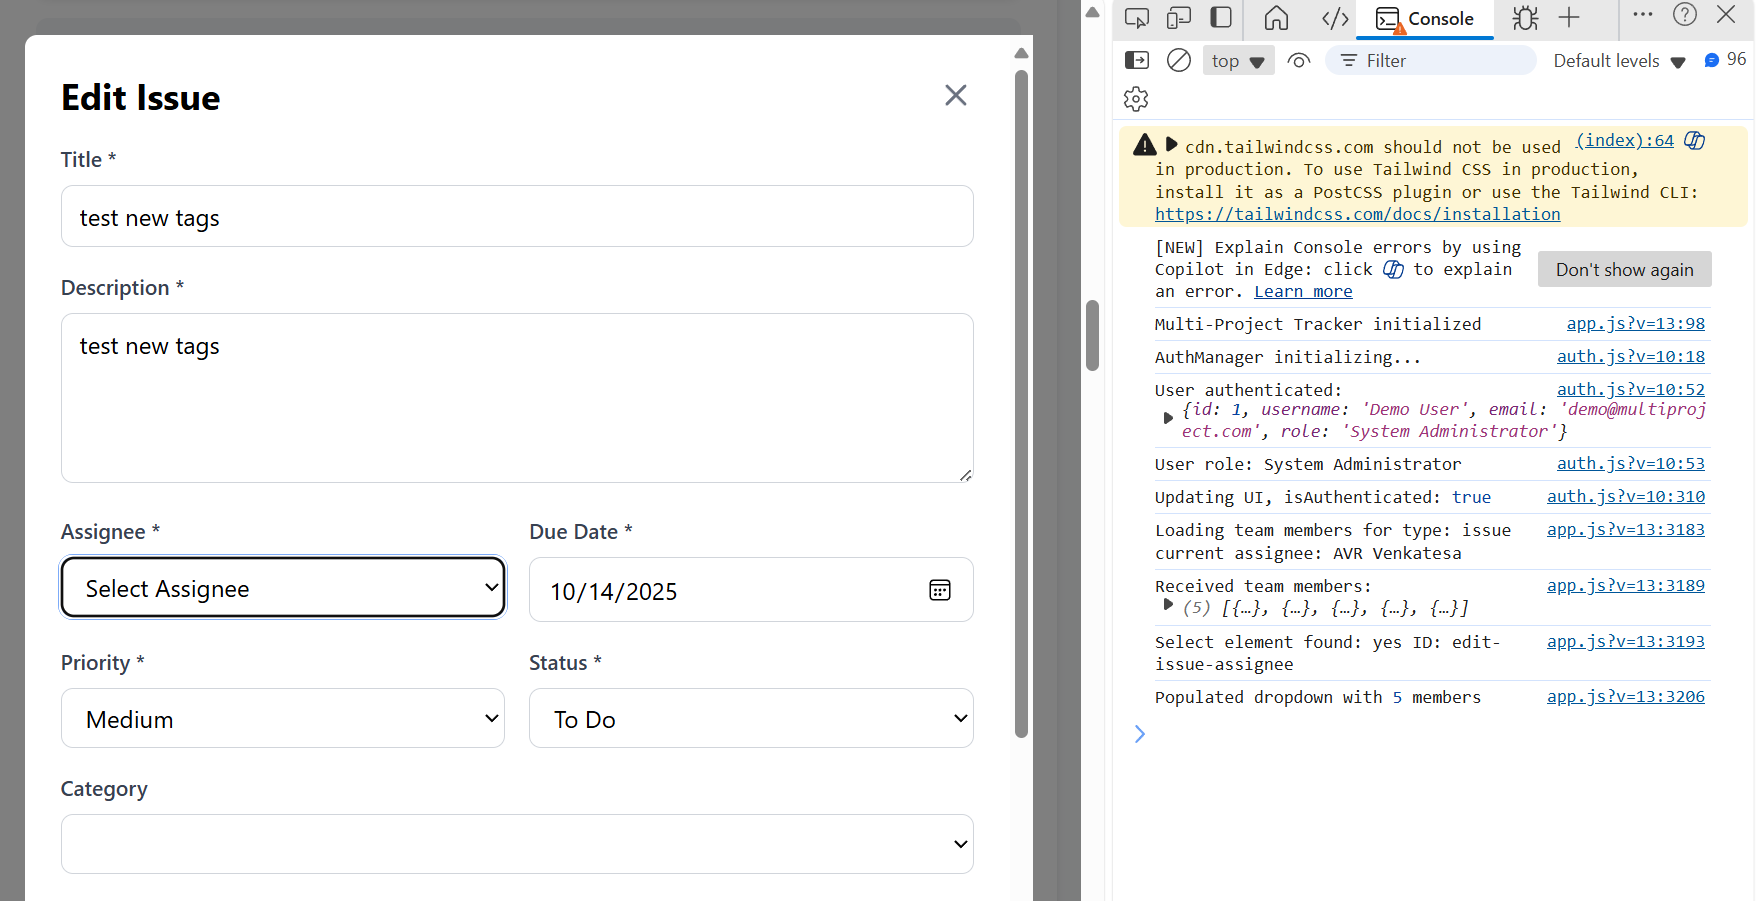 Edit Issue
Title *
test new tags
Description *
test new tags
Assignee *
Due Date *
Select Assignee
10/14/2025
Priority *
Status *
Medium
To Do
Category
Console
top
Filter
Default levels
96
cdn.tailwindcss.com should not be used (index):64
in production. To use Tailwind CSS in production,
install it as a PostCSS plugin or use the Tailwind CLI:
https://tailwindcss.com/docs/installation
[NEW] Explain Console errors by using
Copilot in Edge: click to explain
an error. Learn more
Don't show again
Multi-Project Tracker initialized app.js?v=13:98
AuthManager initializing... auth.js?v=10:18
User authenticated: auth.js?v=10:52
{id: 1, username: 'Demo User', email: 'demo@multiproj
ect.com', role: 'System Administrator'}
User role: System Administrator auth.js?v=10:53
Updating UI, isAuthenticated: true auth.js?v=10:310
Loading team members for type: issue app.js?v=13:3183
current assignee: AVR Venkatesa
Received team members: app.js?v=13:3189
(5) [{…}, {…}, {…}, {…}, {…}]
Select element found: yes ID: edit- app.js?v=13:3193
issue-assignee
Populated dropdown with 5 members app.js?v=13:3206